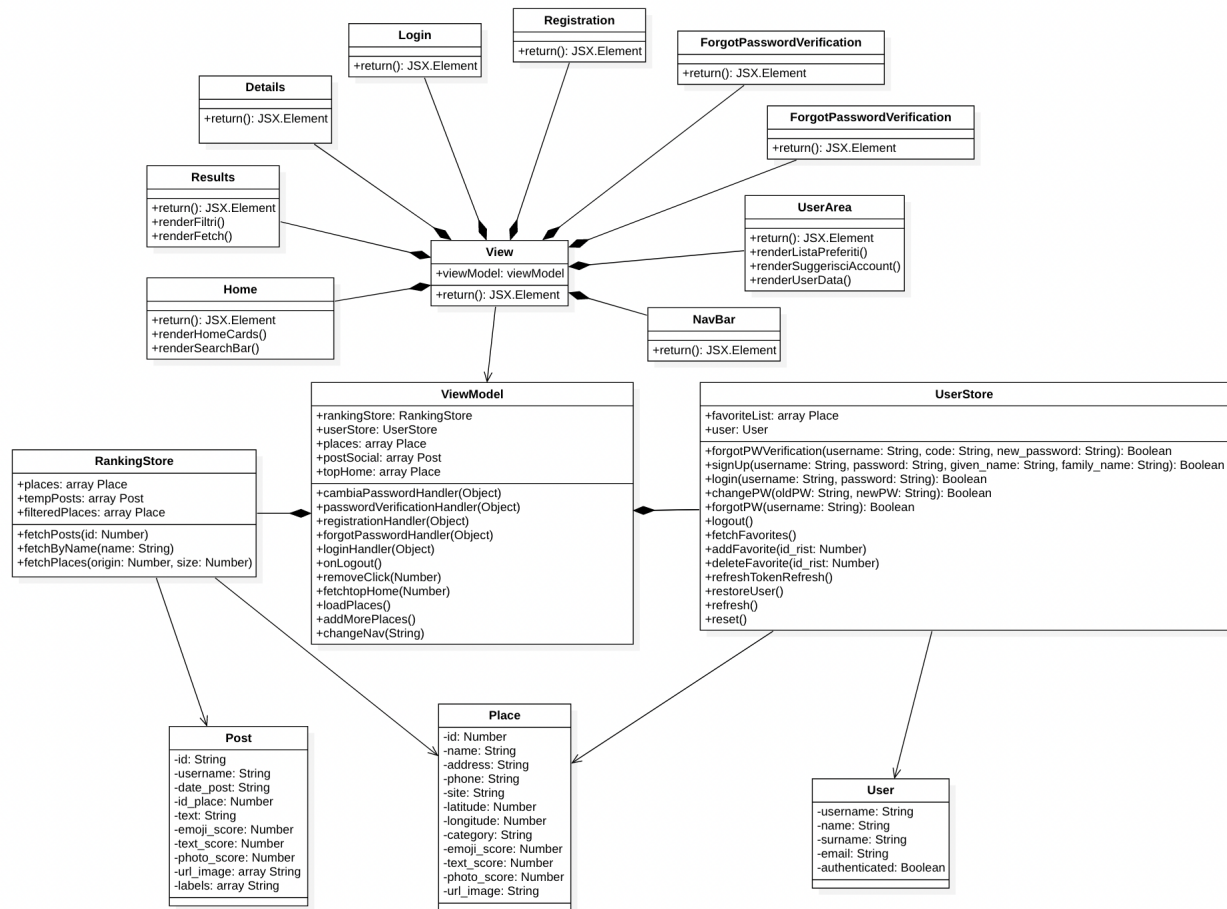 Registration
+return(): JSX.Element
Login
+return(): JSX.Element
ForgotPasswordVerification
+return(): JSX.Element
Details
+return(): JSX.Element
ForgotPasswordVerification
+return(): JSX.Element
Results
+return(): JSX.Element
+renderFiltri()
+renderFetch()
UserArea
+return(): JSX.Element
+renderListaPreferiti()
+renderSuggerisciAccount()
+renderUserData()
View
+viewModel: viewModel
+return(): JSX.Element
Home
+return(): JSX.Element
+renderHomeCards()
+renderSearchBar()
NavBar
+return(): JSX.Element
ViewModel
+rankingStore: RankingStore
+userStore: UserStore
+places: array Place
+postSocial: array Post
+topHome: array Place
+cambiaPasswordHandler(Object)
+passwordVerificationHandler(Object)
+registrationHandler(Object)
+forgotPasswordHandler(Object)
+loginHandler(Object)
+onLogout()
+removeClick(Number)
+fetchtopHome(Number)
+loadPlaces()
+addMorePlaces()
+changeNav(String)
UserStore
+favoriteList: array Place
+user: User
+forgotPWVerification(username: String, code: String, new_password: String): Boolean
+signUp(username: String, password: String, given_name: String, family_name: String): Boolean
+login(username: String, password: String): Boolean
+changePW(oldPW: String, newPW: String): Boolean
+forgotPW(username: String): Boolean
+logout()
+fetchFavorites()
+addFavorite(id_rist: Number)
+deleteFavorite(id_rist: Number)
+refreshTokenRefresh()
+restoreUser()
+refresh()
+reset()
RankingStore
+places: array Place
+tempPosts: array Post
+filteredPlaces: array Place
+fetchPosts(id: Number)
+fetchByName(name: String)
+fetchPlaces(origin: Number, size: Number)
Post
-id: String
-username: String
-date_post: String
-id_place: Number
-text: String
-emoji_score: Number
-text_score: Number
-photo_score: Number
-url_image: array String
-labels: array String
Place
-id: Number
-name: String
-address: String
-phone: String
-site: String
-latitude: Number
-longitude: Number
-category: String
-emoji_score: Number
-text_score: Number
-photo_score: Number
-url_image: String
User
-username: String
-name: String
-surname: String
-email: String
-authenticated: Boolean